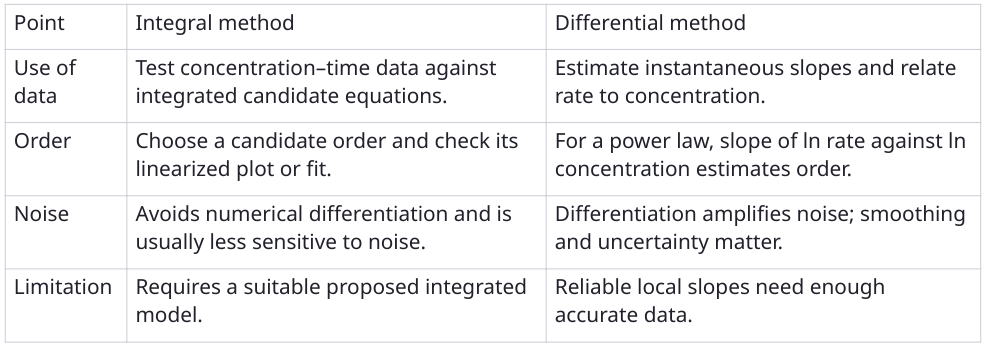 Point Integral method Differential method
Use of data Test concentration–time data against integrated candidate equations. Estimate instantaneous slopes and relate rate to concentration.
Order Choose a candidate order and check its linearized plot or fit. For a power law, slope of ln rate against ln concentration estimates order.
Noise Avoids numerical differentiation and is usually less sensitive to noise. Differentiation amplifies noise; smoothing and uncertainty matter.
Limitation Requires a suitable proposed integrated model. Reliable local slopes need enough accurate data.